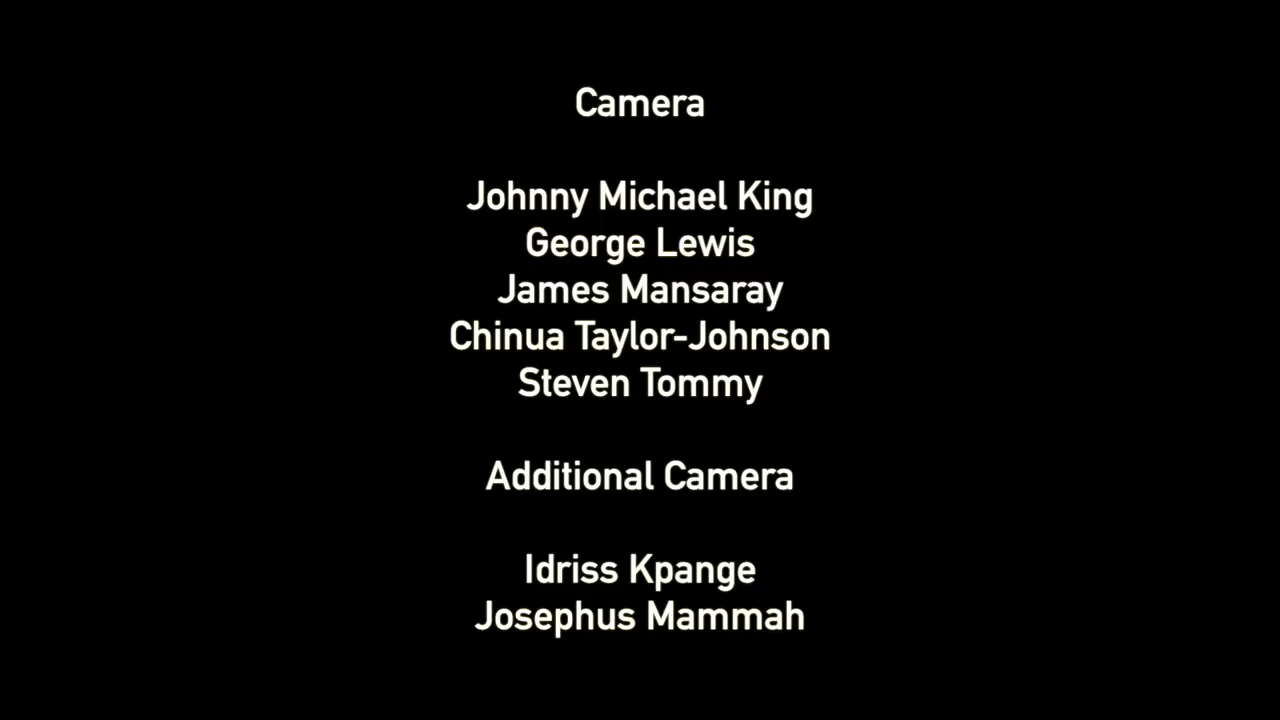 Camera
Johnny Michael King
George Lewis
James Mansaray
Chinua Taylor-Johnson
Steven Tommy
Additional Camera
Idriss Kpange
Josephus Mammah